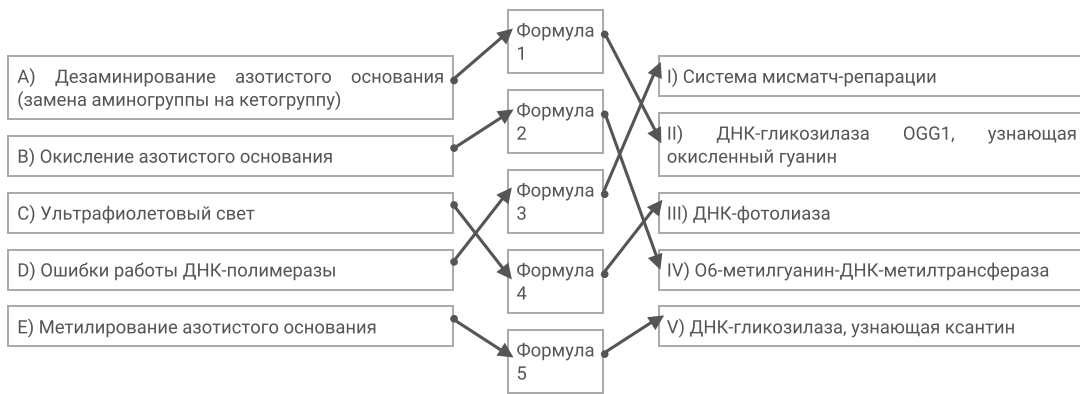 A) Дезаминирование азотистого основания
(замена аминогруппы на кетогруппу)
B) Окисление азотистого основания
C) Ультрафиолетовый свет
D) Ошибки работы ДНК-полимеразы
E) Метилирование азотистого основания
Формула
1
Формула
2
Формула
3
Формула
4
Формула
5
I) Система мисматч-репарации
II) ДНК-гликозилаза OGG1, узнающая
окисленный гуанин
III) ДНК-фотолиаза
IV) О6-метилгуанин-ДНК-метилтрансфераза
V) ДНК-гликозилаза, узнающая ксантин